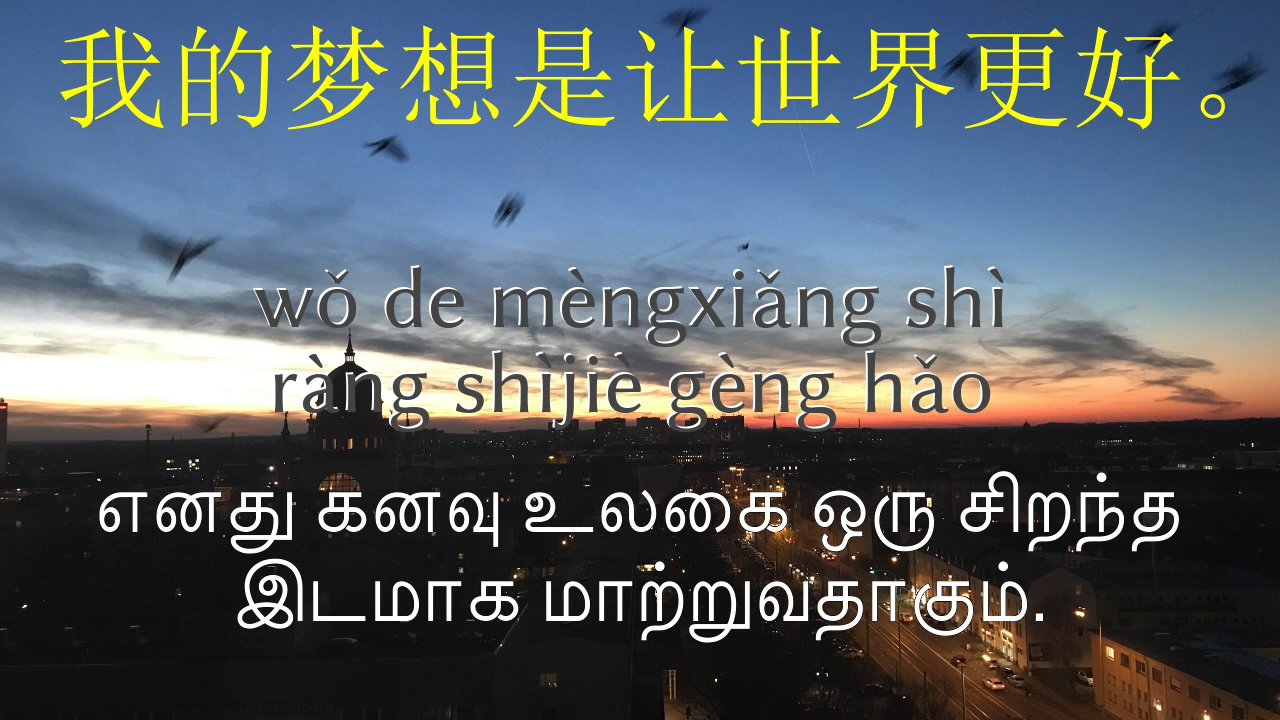 我的梦想是让世界更好。
wǒ de mèngxiǎng shì
ràng shìjiè gèng hǎo
எனது கனவு உலகை ஒரு சிறந்த
இடமாக மாற்றுவதாகும்.